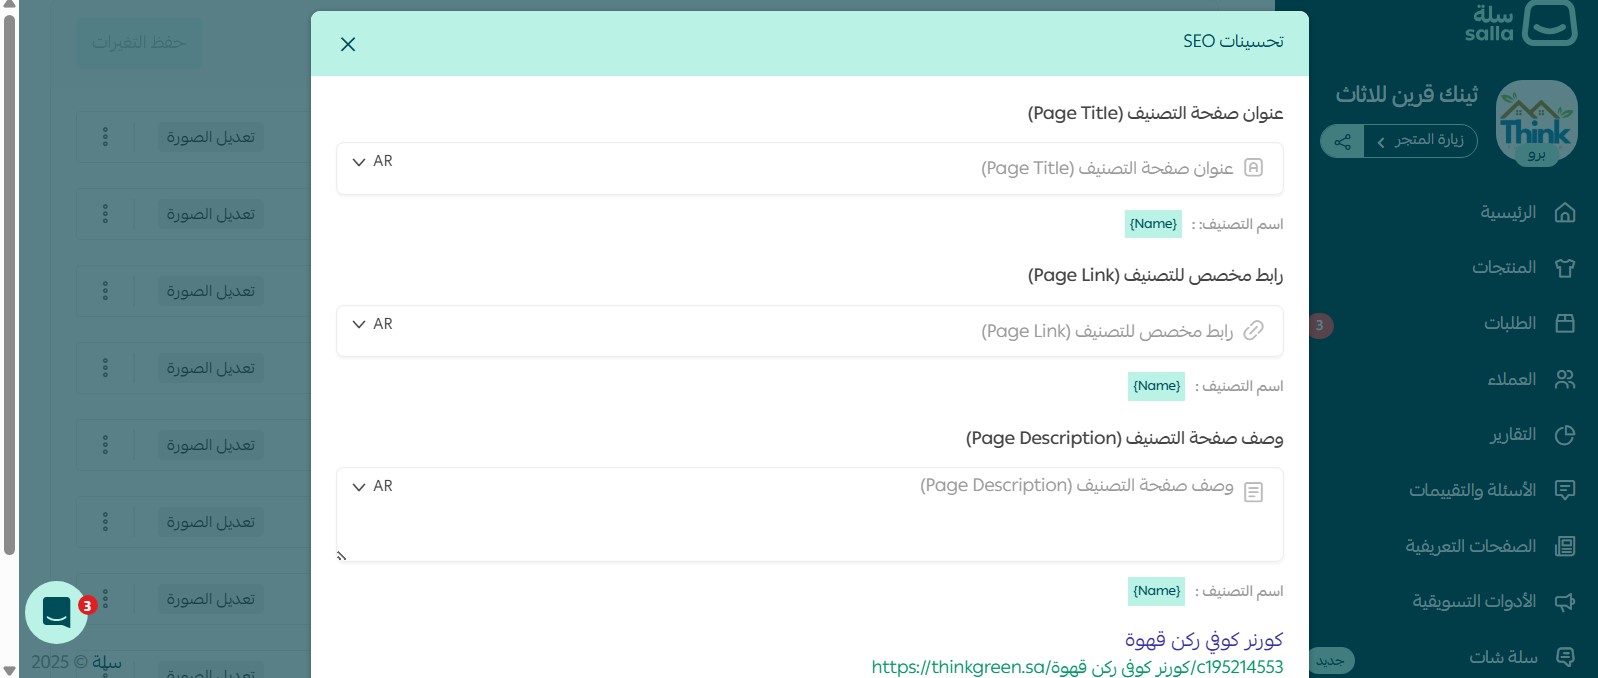 سلة
salla
ثينك قرين للاثاث
Think
برو
زيارة المتجر
الرئيسية
المنتجات
الطلبات
3
العملاء
التقارير
الأسئلة والتقييمات
الصفحات التعريفية
الأدوات التسويقية
سلة شات
جديد
تحسينات SEO
عنوان صفحة التصنيف (Page Title)
عنوان صفحة التصنيف (Page Title)
AR
اسم التصنيف: : {Name}
رابط مخصص للتصنيف (Page Link)
رابط مخصص للتصنيف (Page Link)
AR
اسم التصنيف : {Name}
وصف صفحة التصنيف (Page Description)
وصف صفحة التصنيف (Page Description)
AR
اسم التصنيف : {Name}
كورنر كوفي ركن قهوة
https://thinkgreen.sa/كورنر كوفي ركن قهوة/c195214553
حفظ التغيرات
تعديل الصورة
تعديل الصورة
تعديل الصورة
تعديل الصورة
تعديل الصورة
تعديل الصورة
تعديل الصورة
تعديل الصورة
3
سلة © 2025